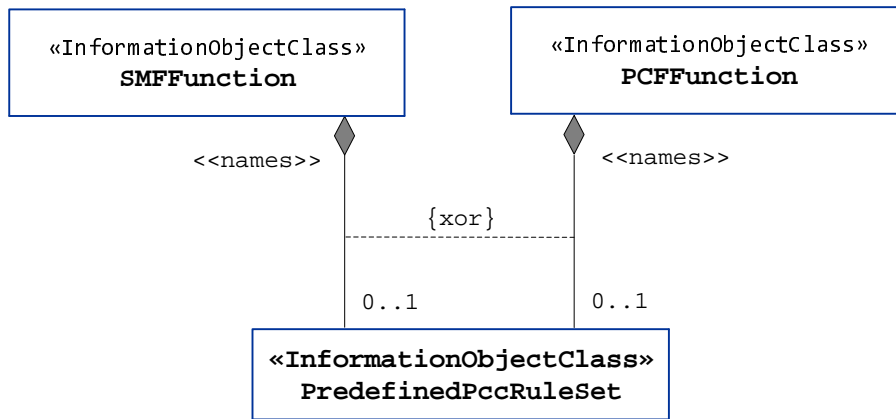 «InformationObjectClass»
SMFFunction
«InformationObjectClass»
PCFFunction
<<names>>
<<names>>
{xor}
0..1
0..1
«InformationObjectClass»
PredefinedPccRuleSet